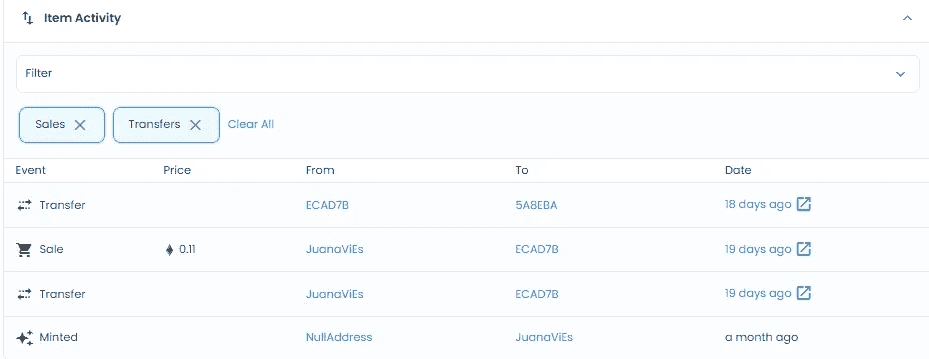 Item Activity
Filter
Sales Transfers Clear All
Event Price From To Date
Transfer ECAD7B 5A8EBA 18 days ago
Sale 0.11 JuanaViEs ECAD7B 19 days ago
Transfer JuanaViEs ECAD7B 19 days ago
Minted NullAddress JuanaViEs a month ago